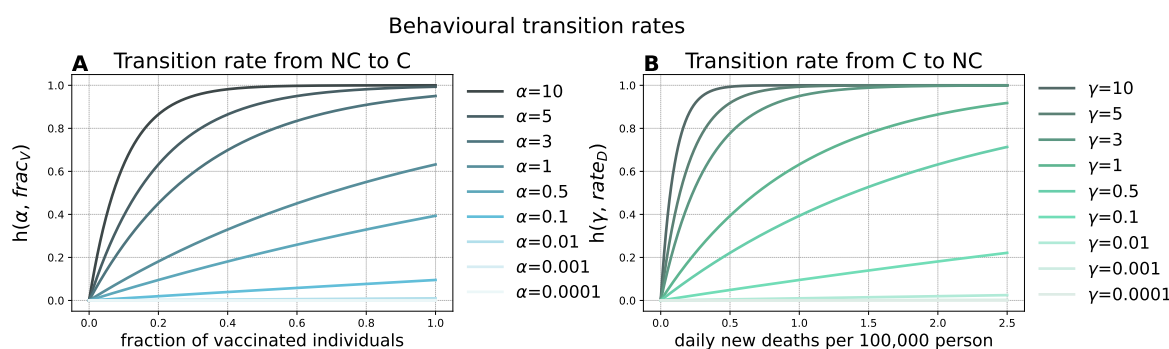 Behavioural transition rates
A Transition rate from NC to C
h(α, frac_V)
1.0
0.8
0.6
0.4
0.2
0.0
0.0 0.2 0.4 0.6 0.8 1.0
fraction of vaccinated individuals
α=10
α=5
α=3
α=1
α=0.5
α=0.1
α=0.01
α=0.001
α=0.0001
B Transition rate from C to NC
h(γ, rate_D)
1.0
0.8
0.6
0.4
0.2
0.0
0.0 0.5 1.0 1.5 2.0 2.5
daily new deaths per 100,000 person
γ=10
γ=5
γ=3
γ=1
γ=0.5
γ=0.1
γ=0.01
γ=0.001
γ=0.0001